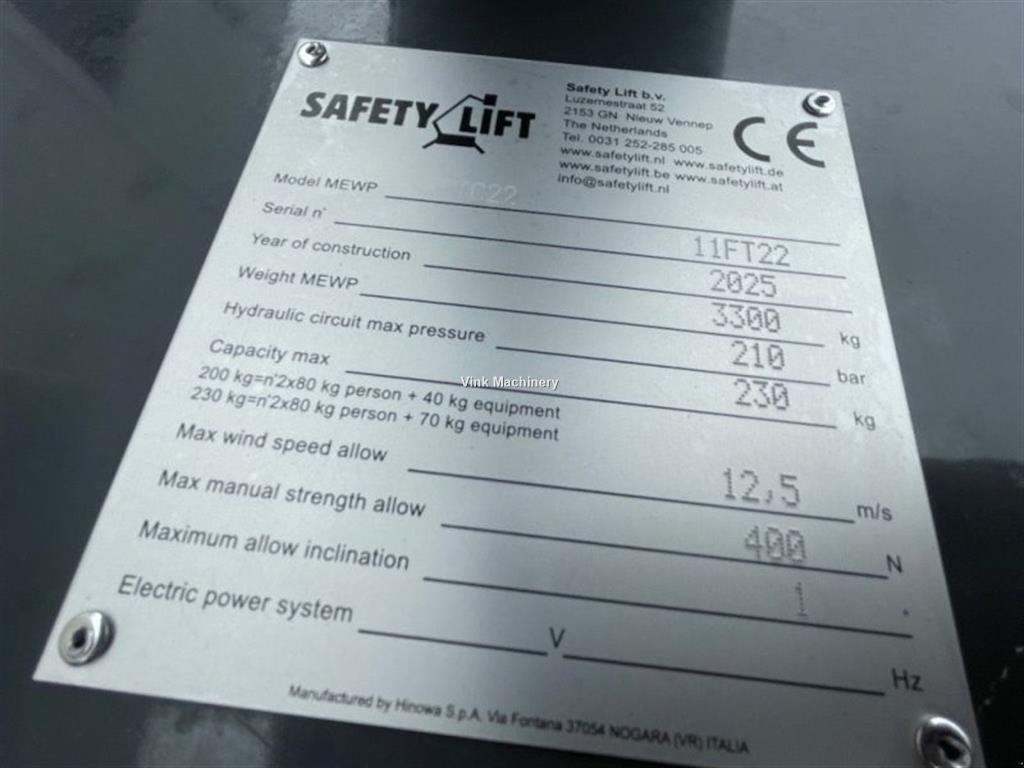 SAFETY LIFT
Safety Lift b.v.
Luzernestraat 52
2153 GN Nieuw Vennep
The Netherlands
Tel. 0031 252-285 005
www.safetylift.nl www.safetylift.de
www.safetylift.be www.safetylift.at
info@safetylift.nl
CE
Model MEWP TC22
Serial n° 11FT22
Year of construction 2025
Weight MEWP 3300 kg
Hydraulic circuit max pressure 210 bar
Capacity max 230 kg
200 kg=n°2x80 kg person + 40 kg equipment
230 kg=n°2x80 kg person + 70 kg equipment
Vink Machinery
Max wind speed allow 12,5 m/s
Max manual strength allow 400 N
Maximum allow inclination 1 °
Electric power system V Hz
Manufactured by Hinowa S.p.A. Via Fontana 37054 NOGARA (VR) ITALIA